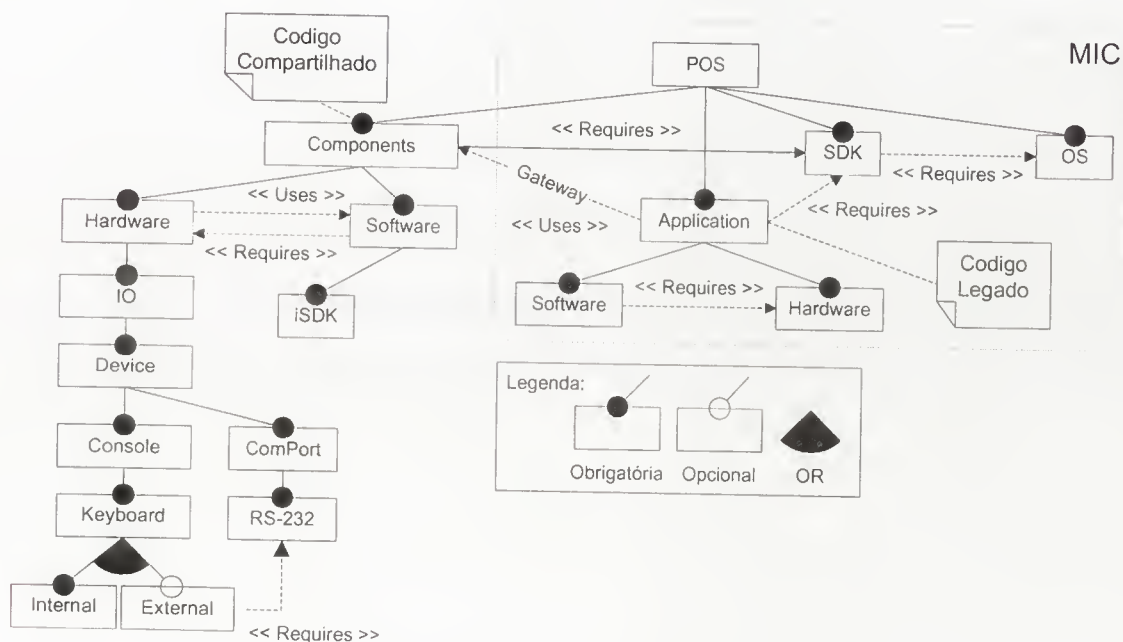 Codigo
Compartilhado
POS
MIC
Components
<< Requires >>
SDK
OS
<< Requires >>
Gateway
<< Uses >>
Hardware
Software
<< Uses >>
Application
<< Requires >>
<< Requires >>
IO
iSDK
Software
<< Requires >>
Hardware
Codigo
Legado
Device
Legenda:
Console
ComPort
Obrigatória
Opcional
OR
Keyboard
RS-232
Internal
External
<< Requires >>